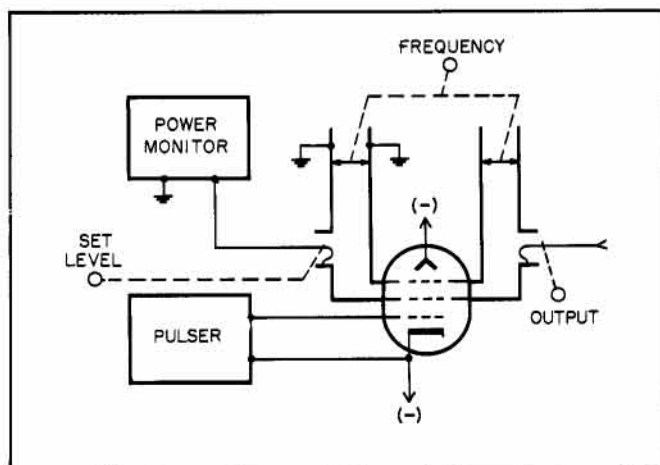 FREQUENCY
POWER
MONITOR
(-)
SET
LEVEL
OUTPUT
PULSER
(-)